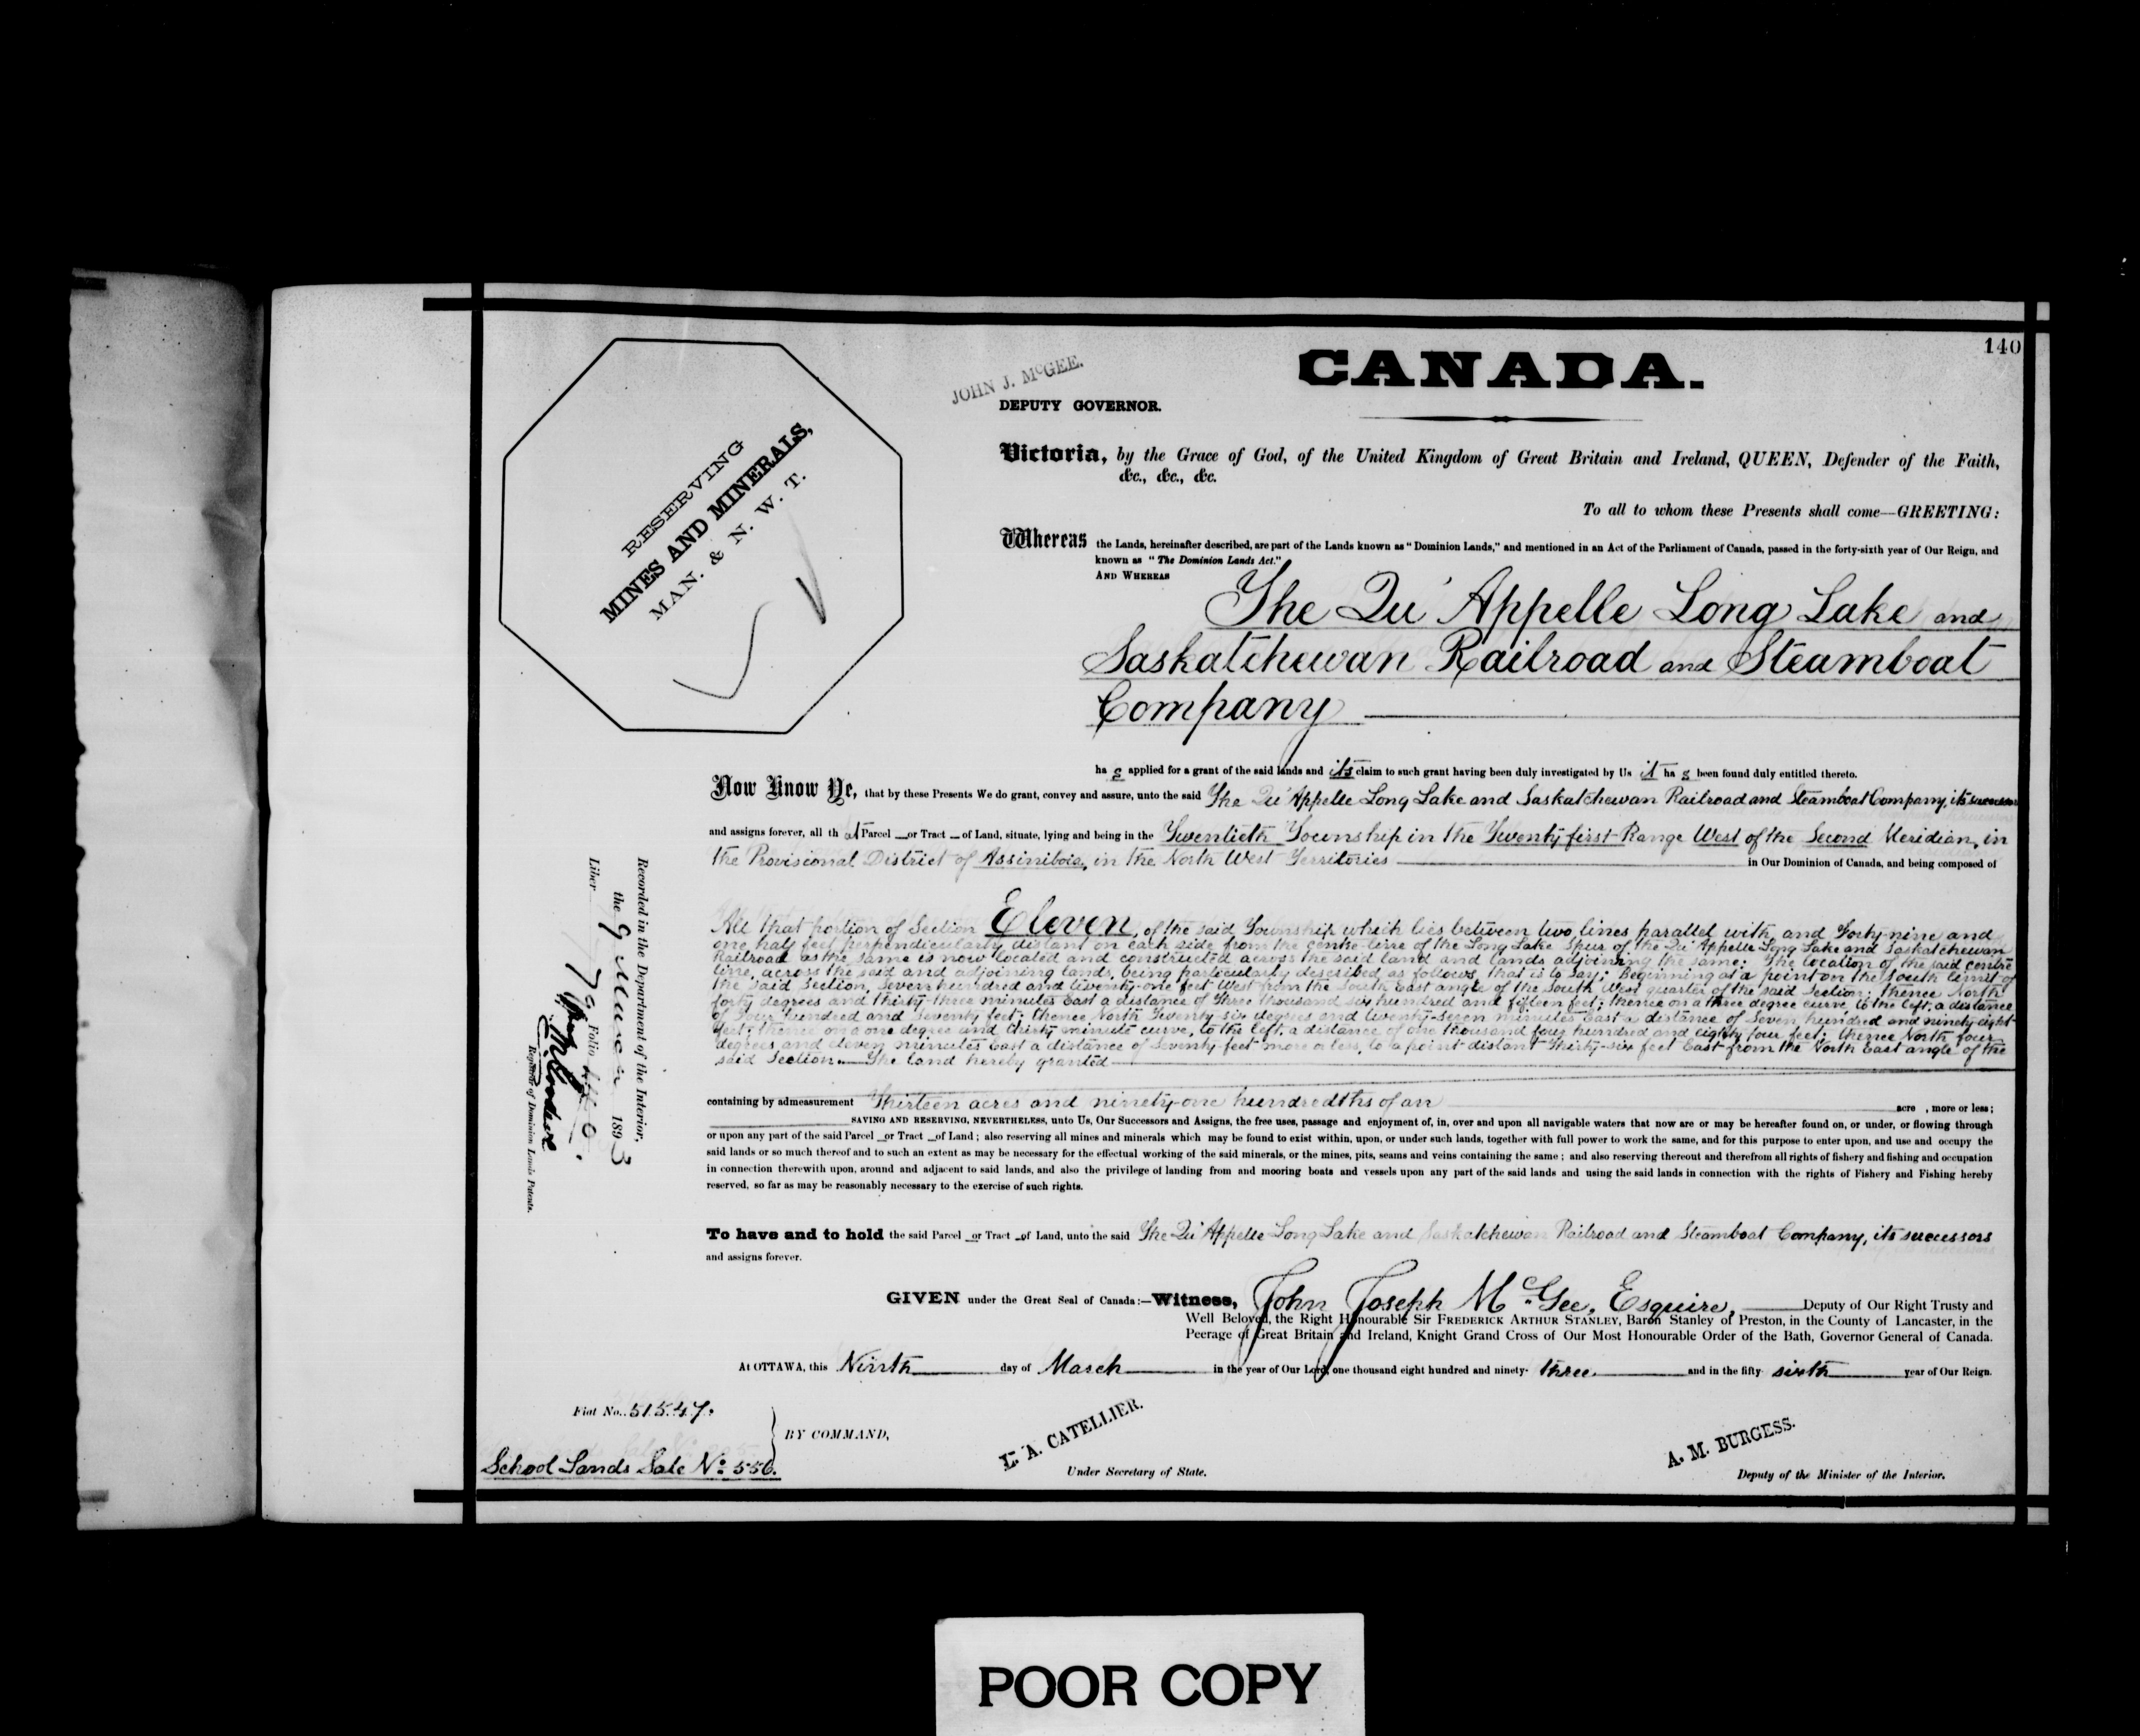 140
CANADA.
JOHN J. McGEE.
DEPUTY GOVERNOR.
RESERVING
MINES AND MINERALS,
MAN. & N. W. T.
Victoria, by the Grace of God, of the United Kingdom of Great Britain and Ireland, QUEEN, Defender of the Faith,
&c., &c., &c.
To all to whom these Presents shall come—GREETING:
Whereas the Lands, hereinafter described, are part of the Lands known as "Dominion Lands," and mentioned in an Act of the Parliament of Canada, passed in the forty-sixth year of Our Reign, and
known as "The Dominion Lands Act."
AND WHEREAS
The Qu'Appelle Long Lake and
Saskatchewan Railroad and Steamboat
Company
ha s applied for a grant of the said lands and its claim to such grant having been duly investigated by Us it ha s been found duly entitled thereto.
Now Know Ye, that by these Presents We do grant, convey and assure, unto the said The Qu'Appelle Long Lake and Saskatchewan Railroad and Steamboat Company, its successors
and assigns forever, all th at Parcel or Tract of Land, situate, lying and being in the Twentieth Township in the Twenty first Range West of the Second Meridian, in
the Provisional District of Assiniboia, in the North West Territories in Our Dominion of Canada, and being composed of
All that portion of Section Eleven, of the said Township which lies between two lines parallel with, and Forty-nine and
one half feet perpendicularly distant on each side from the centre-line of the Long Lake Spur of the Qu'Appelle Long Lake and Saskatchewan
Railroad as the same is now located and constructed across the said land and lands adjoining the same: The location of the said centre
line, across the said and adjoining lands, being particularly described as follows, that is to say: Beginning at a point on the South limit of
the said Section, seven hundred and twenty-one feet West from the South East angle of the South West quarter of the said Section: thence North
forty degrees and thirty-three minutes East a distance of Three thousand six hundred and fifteen feet; thence on a three degree curve, to the left, a distance
of Four hundred and seventy feet; thence North Twenty-six degrees and twenty-seven minutes East a distance of Seven hundred and ninety eight
feet; thence on a one degree and thirty minute curve, to the left, a distance of one thousand four hundred and eighty four feet; thence North four
degrees and eleven minutes East a distance of Seventy feet more or less, to a point distant Thirty-six feet East from the North East angle of the
said Section. The land hereby granted
containing by admeasurement Thirteen acres and ninety-one hundredths of an acre, more or less;
SAVING AND RESERVING, NEVERTHELESS, unto Us, Our Successors and Assigns, the free uses, passage and enjoyment of, in, over and upon all navigable waters that now are or may be hereafter found on, or under, or flowing through
or upon any part of the said Parcel or Tract of Land; also reserving all mines and minerals which may be found to exist within, upon, or under such lands, together with full power to work the same, and for this purpose to enter upon, and use and occupy the
said lands or so much thereof and to such an extent as may be necessary for the effectual working of the said minerals, or the mines, pits, seams and veins containing the same; and also reserving thereout and therefrom all rights of fishery and fishing and occupation
in connection therewith upon, around and adjacent to said lands, and also the privilege of landing from and mooring boats and vessels upon any part of the said lands and using the said lands in connection with the rights of Fishery and Fishing hereby
reserved, so far as may be reasonably necessary to the exercise of such rights.
To have and to hold the said Parcel or Tract of Land, unto the said The Qu'Appelle Long Lake and Saskatchewan Railroad and Steamboat Company, its successors
and assigns forever.
GIVEN under the Great Seal of Canada:—Witness, John Joseph McGee, Esquire, Deputy of Our Right Trusty and
Well Beloved, the Right Honourable Sir FREDERICK ARTHUR STANLEY, Baron Stanley of Preston, in the County of Lancaster, in the
Peerage of Great Britain and Ireland, Knight Grand Cross of Our Most Honourable Order of the Bath, Governor General of Canada.
At OTTAWA, this Ninth day of March in the year of Our Lord, one thousand eight hundred and ninety-three and in the fifty-sixth year of Our Reign.
Fiat No. 51547.
BY COMMAND,
School Lands Sale No. 556.
L. A. CATELLIER.
Under Secretary of State.
A. M. BURGESS.
Deputy of the Minister of the Interior.
Recorded in the Department of the Interior,
the 9 March 1893
Liber 79 Folio
Registrar of Dominion Lands Patents.
POOR COPY